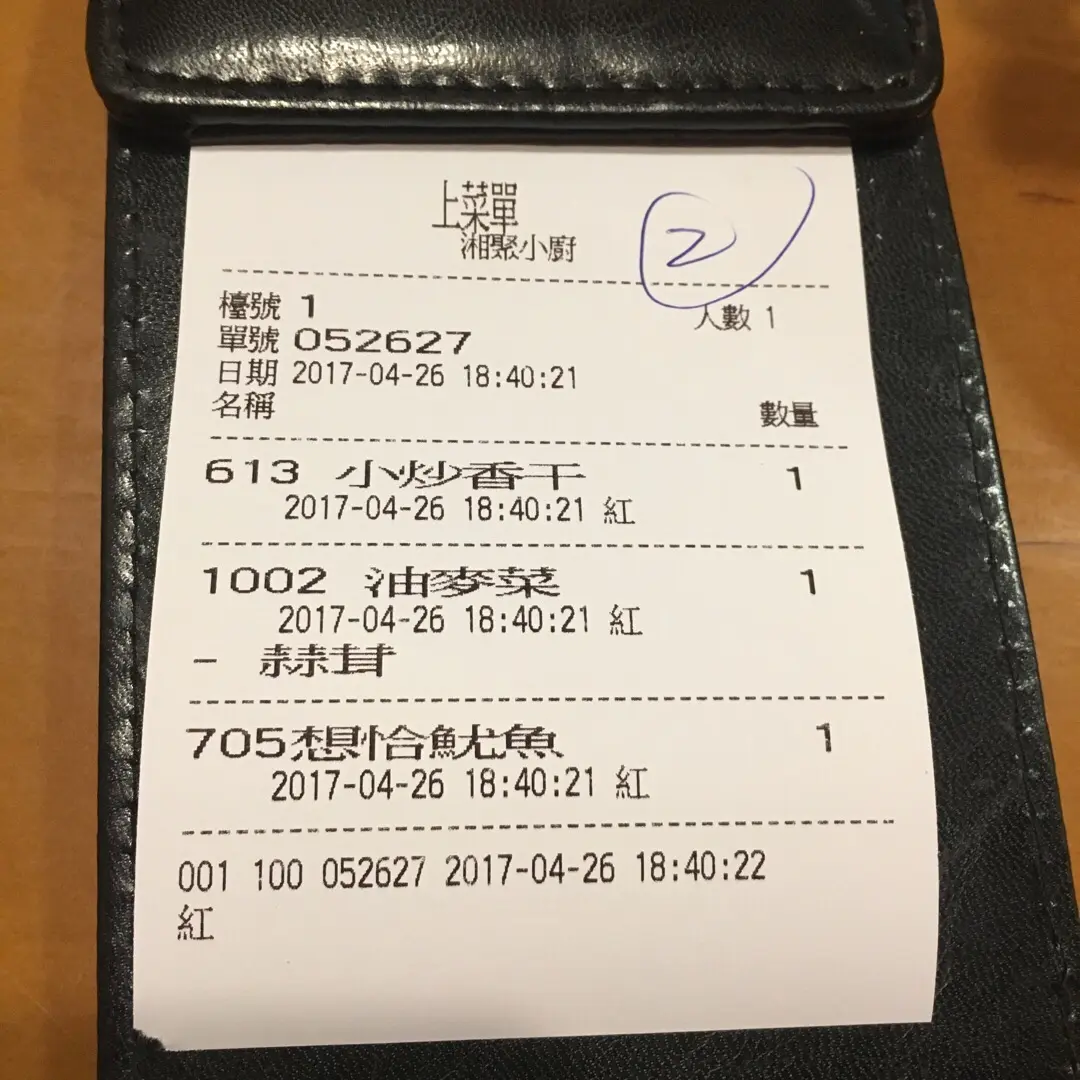 上菜單
湘聚小廚
②
檯號 1 人數 1
單號 052627
日期 2017-04-26 18:40:21
名稱 數量
613 小炒香干 1
2017-04-26 18:40:21 紅
1002 油麥菜 1
2017-04-26 18:40:21 紅
- 蒜茸
705想恰魷魚 1
2017-04-26 18:40:21 紅
001 100 052627 2017-04-26 18:40:22
紅